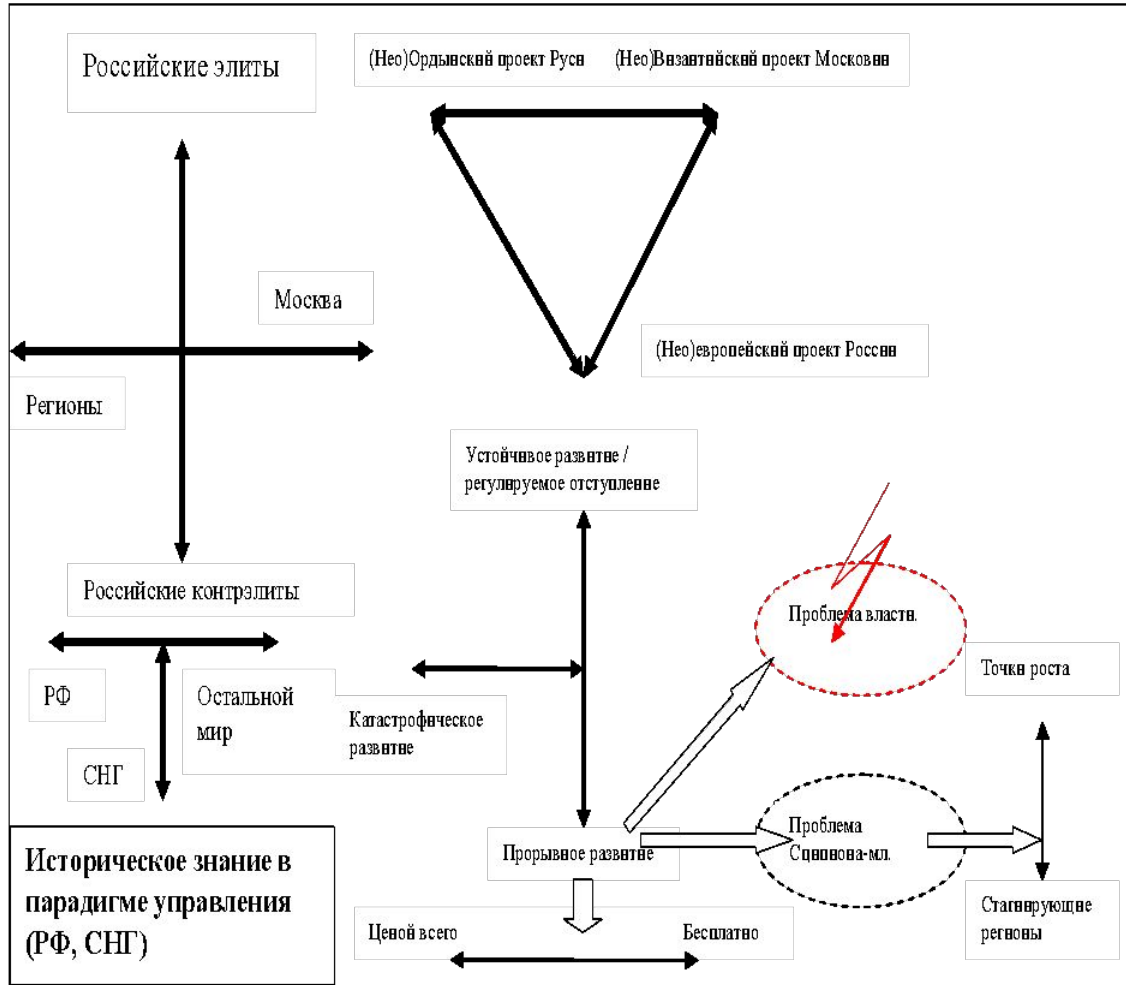 Российские элиты
(Нео)Ордынский проект Руси
(Нео)Византийский проект Московии
Москва
(Нео)европейский проект России
Регионы
Устойчивое развитие /
регулируемое отступление
Российские контрэлиты
Проблема власти.
РФ
Остальной
мир
Катастрофическое
развитие
Точки роста
СНГ
Историческое знание в
парадигме управления
(РФ, СНГ)
Прорывное развитие
Проблема
Сципиона-мл.
Ценой всего
Бесплатно
Стагнирующие
регионы